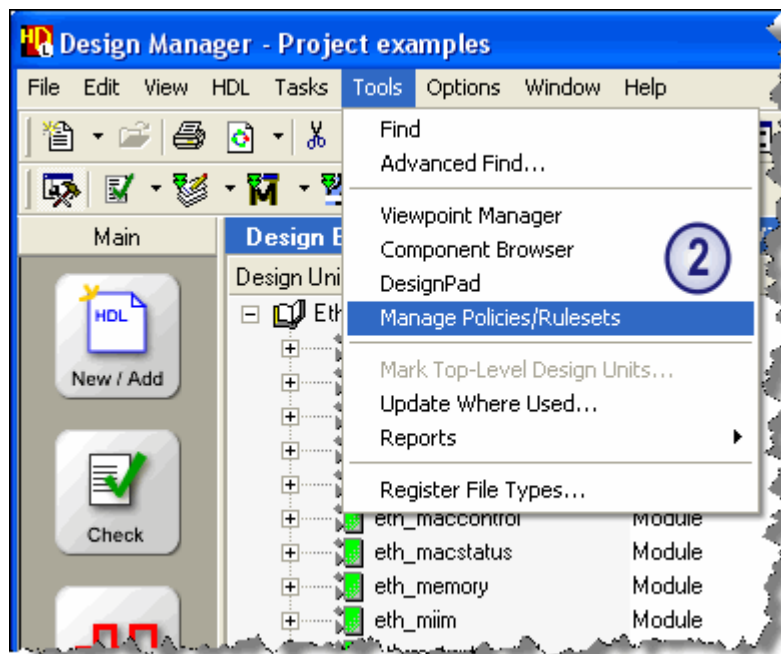 Design Manager - Project examples
File Edit View HDL Tasks Tools Options Window Help
Find
Advanced Find...
Viewpoint Manager
Component Browser
DesignPad
Manage Policies/Rulesets
Mark Top-Level Design Units...
Update Where Used...
Reports
Register File Types...
2
Main
HDL
New / Add
Check
Design
Design Uni
Eth
eth_maccontrol Module
eth_macstatus Module
eth_memory Module
eth_miim Module